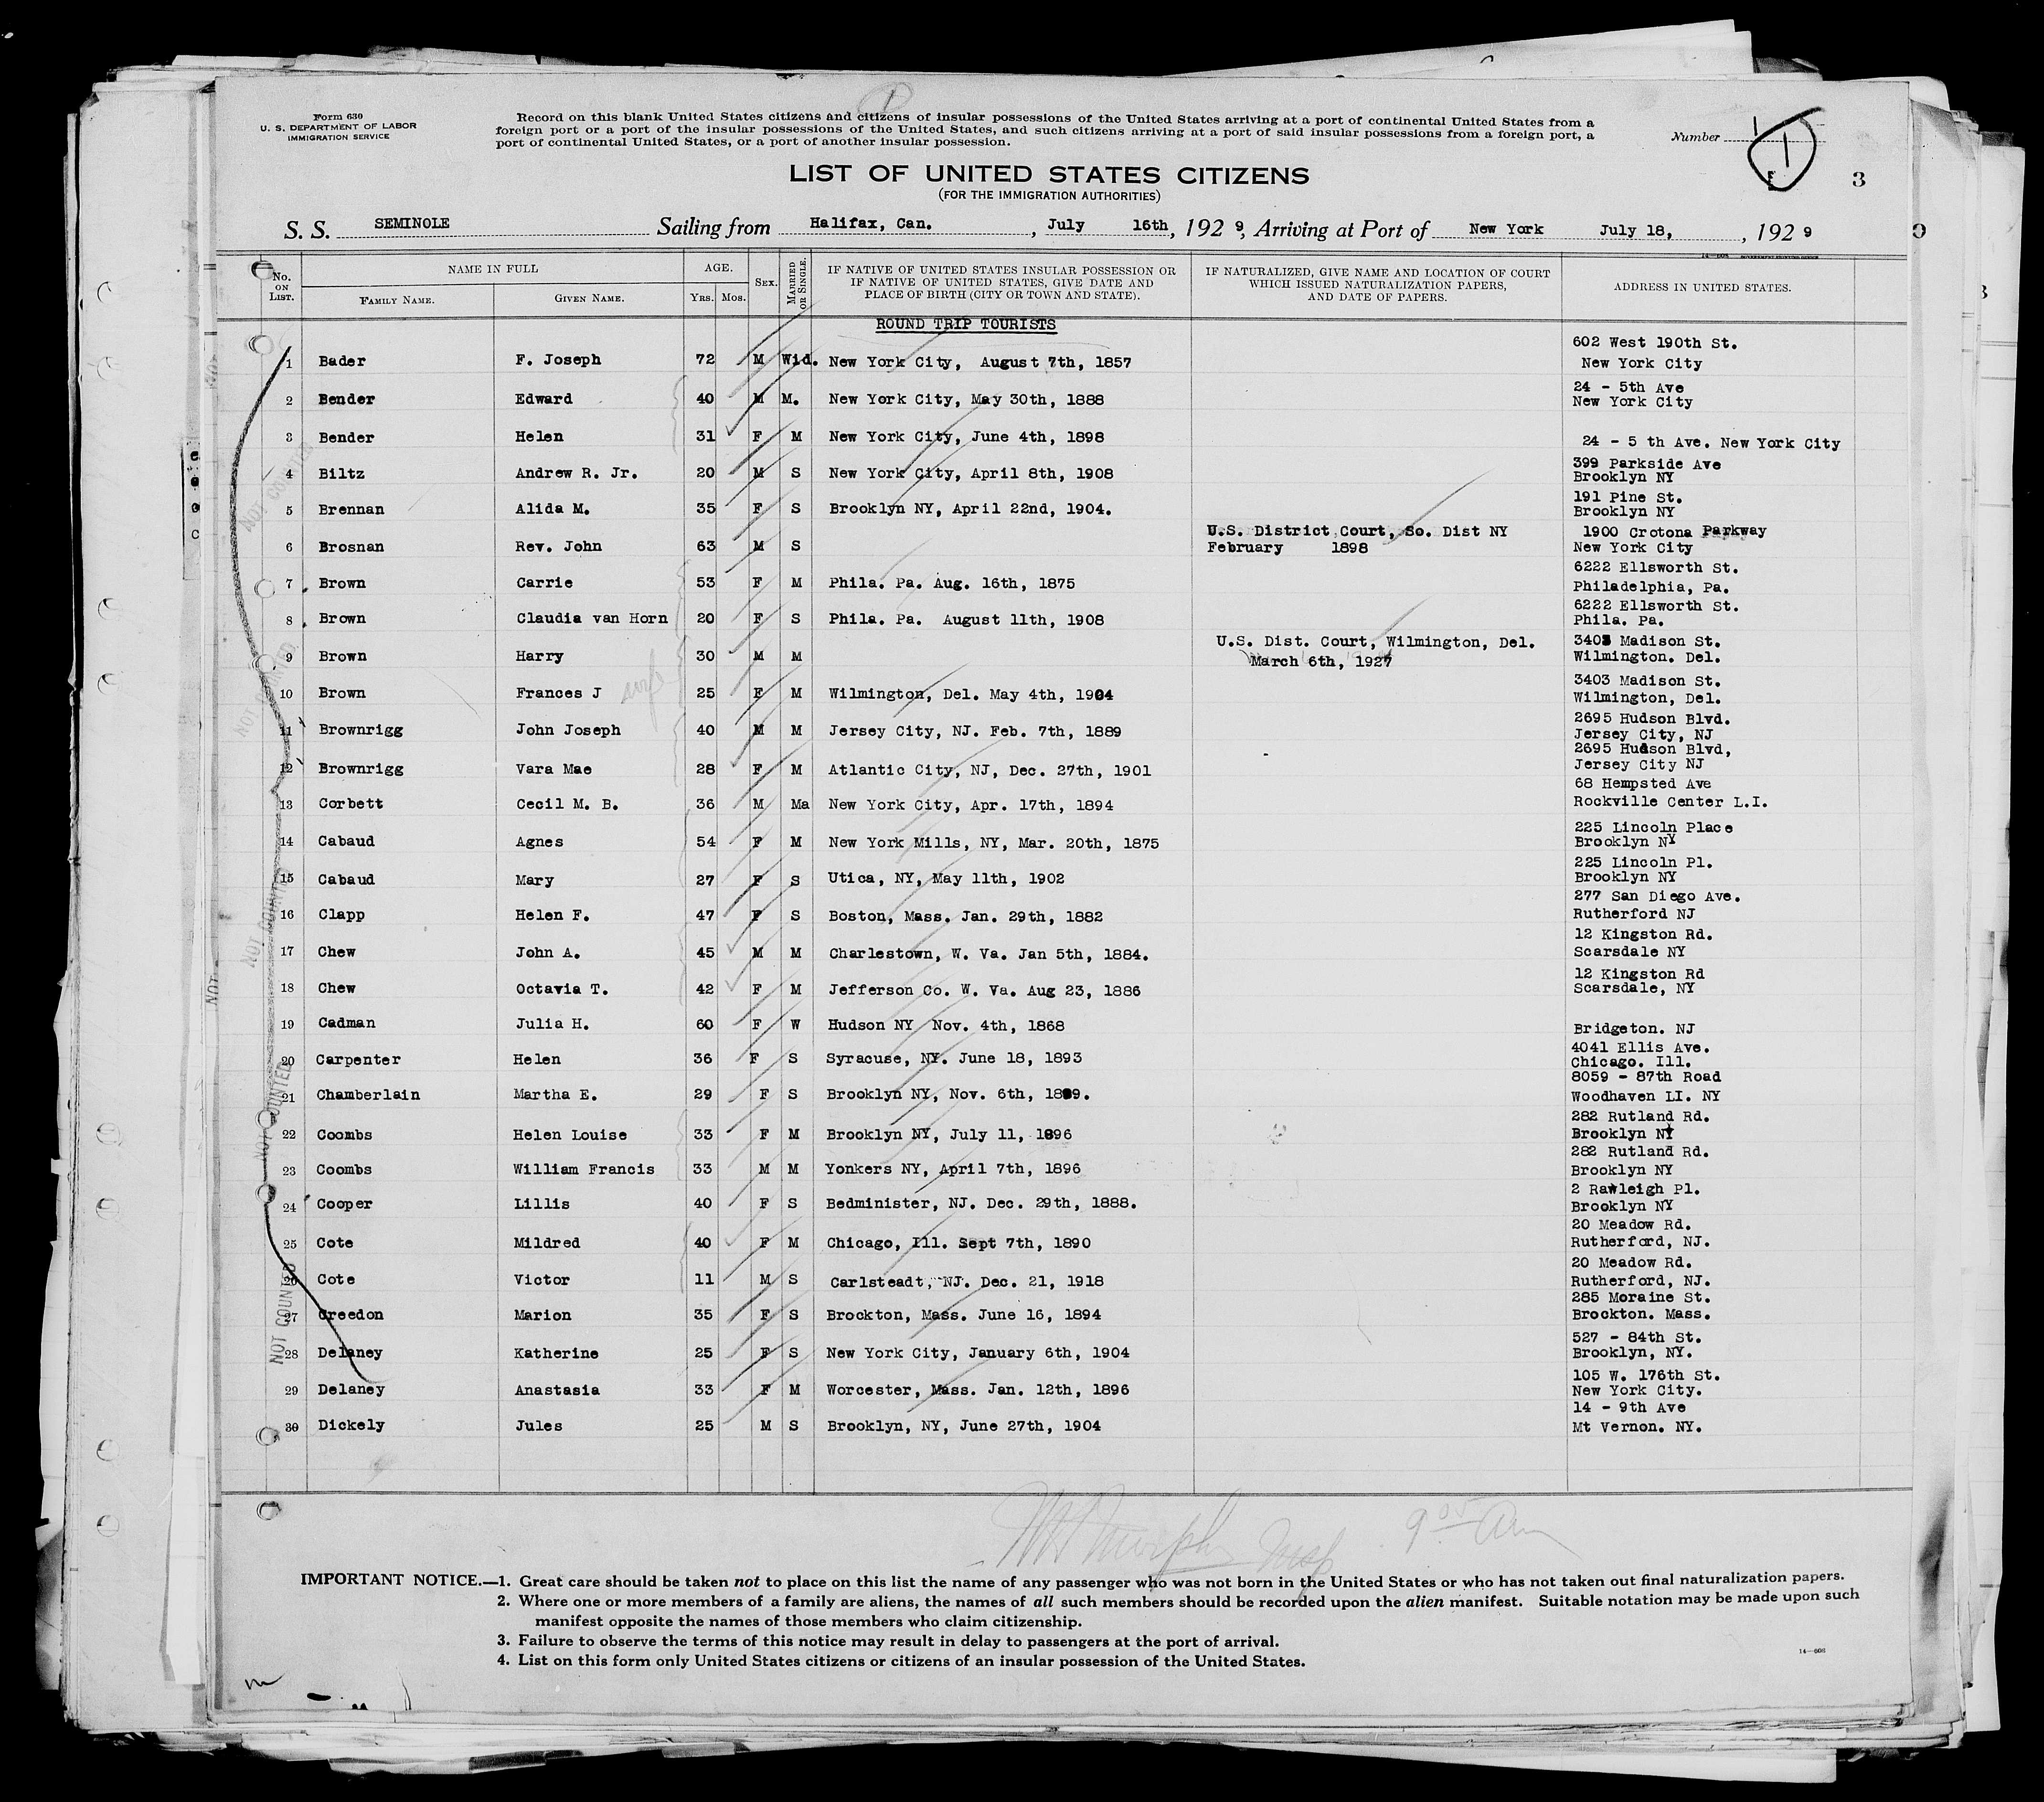 Form 630
U. S. DEPARTMENT OF LABOR
IMMIGRATION SERVICE
Record on this blank United States citizens and citizens of insular possessions of the United States arriving at a port of continental United States from a
foreign port or a port of the insular possessions of the United States, and such citizens arriving at a port of said insular possessions from a foreign port, a
port of continental United States, or a port of another insular possession.
Number 1
1
3
LIST OF UNITED STATES CITIZENS
(FOR THE IMMIGRATION AUTHORITIES)
S. S. SEMINOLE Sailing from Halifax, Can. , July 16th, 1929, Arriving at Port of New York July 18, , 1929
No. ON LIST. NAME IN FULL FAMILY NAME. GIVEN NAME. AGE. Yrs. Mos. SEX. MARRIED OR SINGLE. IF NATIVE OF UNITED STATES INSULAR POSSESSION OR IF NATIVE OF UNITED STATES, GIVE DATE AND PLACE OF BIRTH (CITY OR TOWN AND STATE). IF NATURALIZED, GIVE NAME AND LOCATION OF COURT WHICH ISSUED NATURALIZATION PAPERS, AND DATE OF PAPERS. ADDRESS IN UNITED STATES.
ROUND TRIP TOURISTS
1 Bader F. Joseph 72 M Wid. New York City, August 7th, 1857 602 West 190th St. New York City
2 Bender Edward 40 M M. New York City, May 30th, 1888 24 - 5th Ave New York City
3 Bender Helen 31 F M New York City, June 4th, 1898 24 - 5 th Ave. New York City
4 Biltz Andrew R. Jr. 20 M S New York City, April 8th, 1908 399 Parkside Ave Brooklyn NY
5 Brennan Alida M. 35 F S Brooklyn NY, April 22nd, 1904. 191 Pine St. Brooklyn NY
6 Brosnan Rev. John 63 M S U.S. District Court, So. Dist NY February 1898 1900 Crotona Parkway New York City
7 Brown Carrie 53 F M Phila. Pa. Aug. 16th, 1875 6222 Ellsworth St. Philadelphia, Pa.
8 Brown Claudia van Horn 20 F S Phila. Pa. August 11th, 1908 6222 Ellsworth St. Phila. Pa.
9 Brown Harry 30 M M U.S. Dist. Court, Wilmington, Del. March 6th, 1927 3403 Madison St. Wilmington. Del.
10 Brown Frances J wife 25 F M Wilmington, Del. May 4th, 1904 3403 Madison St. Wilmington, Del.
11 Brownrigg John Joseph 40 M M Jersey City, NJ. Feb. 7th, 1889 2695 Hudson Blvd. Jersey City, NJ
12 Brownrigg Vara Mae 28 F M Atlantic City, NJ, Dec. 27th, 1901 2695 Hudson Blvd, Jersey City NJ
13 Corbett Cecil M. B. 36 M Ma New York City, Apr. 17th, 1894 68 Hempsted Ave Rockville Center L.I.
14 Cabaud Agnes 54 F M New York Mills, NY, Mar. 20th, 1875 225 Lincoln Place Brooklyn NY
15 Cabaud Mary 27 F S Utica, NY, May 11th, 1902 225 Lincoln Pl. Brooklyn NY
16 Clapp Helen F. 47 F S Boston, Mass. Jan. 29th, 1882 277 San Diego Ave. Rutherford NJ
17 Chew John A. 45 M M Charlestown, W. Va. Jan 5th, 1884. 12 Kingston Rd. Scarsdale NY
18 Chew Octavia T. 42 F M Jefferson Co. W. Va. Aug 23, 1886 12 Kingston Rd Scarsdale, NY
19 Cadman Julia H. 60 F W Hudson NY Nov. 4th, 1868 Bridgeton. NJ
20 Carpenter Helen 36 F S Syracuse, NY. June 18, 1893 4041 Ellis Ave. Chicago. Ill.
21 Chamberlain Martha E. 29 F S Brooklyn NY, Nov. 6th, 1899. 8059 - 87th Road Woodhaven LI. NY
22 Coombs Helen Louise 33 F M Brooklyn NY, July 11, 1896 282 Rutland Rd. Brooklyn NY
23 Coombs William Francis 33 M M Yonkers NY, April 7th, 1896 282 Rutland Rd. Brooklyn NY
24 Cooper Lillis 40 F S Bedminister, NJ. Dec. 29th, 1888. 2 Rawleigh Pl. Brooklyn NY
25 Cote Mildred 40 F M Chicago, Ill. Sept 7th, 1890 20 Meadow Rd. Rutherford, NJ.
26 Cote Victor 11 M S Carlsteadt, NJ. Dec. 21, 1918 20 Meadow Rd. Rutherford, NJ.
27 Creedon Marion 35 F S Brockton, Mass. June 16, 1894 285 Moraine St. Brockton. Mass.
28 Delaney Katherine 25 F S New York City, January 6th, 1904 527 - 84th St. Brooklyn, NY.
29 Delaney Anastasia 33 F M Worcester, Mass. Jan. 12th, 1896 105 W. 176th St. New York City.
30 Dickely Jules 25 M S Brooklyn, NY, June 27th, 1904 14 - 9th Ave Mt Vernon. NY.
NOT COUNTED
NOT COUNTED
NOT COUNTED
NOT COUNTED
NOT COUNTED
Murphy Insp 9 05 am
IMPORTANT NOTICE.—1. Great care should be taken not to place on this list the name of any passenger who was not born in the United States or who has not taken out final naturalization papers.
2. Where one or more members of a family are aliens, the names of all such members should be recorded upon the alien manifest. Suitable notation may be made upon such
manifest opposite the names of those members who claim citizenship.
3. Failure to observe the terms of this notice may result in delay to passengers at the port of arrival.
4. List on this form only United States citizens or citizens of an insular possession of the United States.
14—608